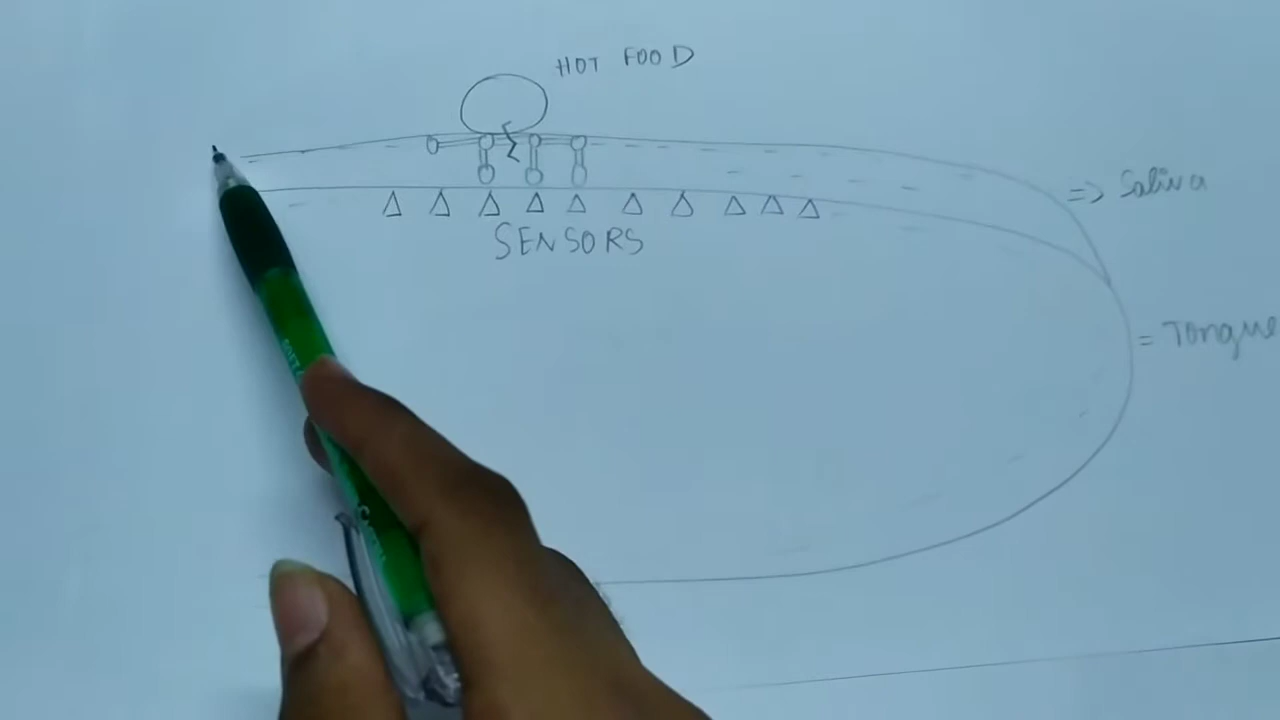 HOT FOOD
=> Saliva
SENSORS
= Tongue